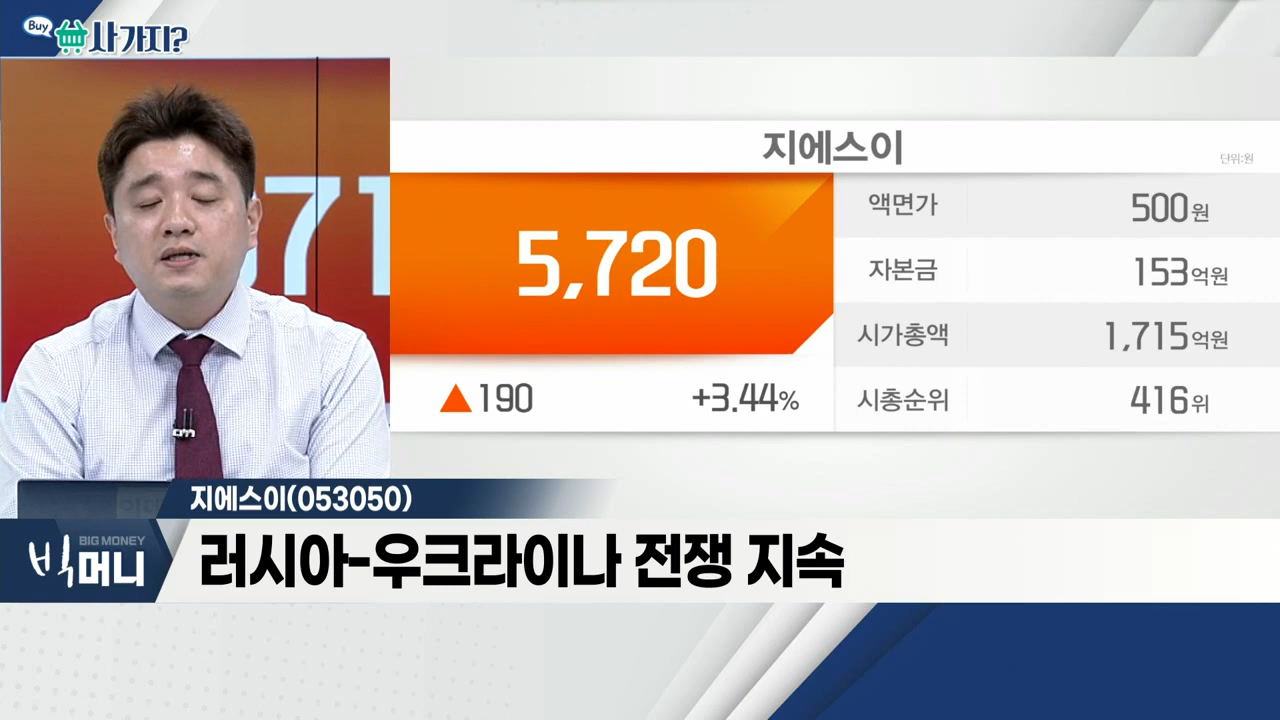 Buy
사가지?
지에스이
단위:원
5,720
▲190 +3.44%
액면가 500원
자본금 153억원
시가총액 1,715억원
시총순위 416위
71
지에스이(053050)
BIG MONEY
빅머니
러시아-우크라이나 전쟁 지속